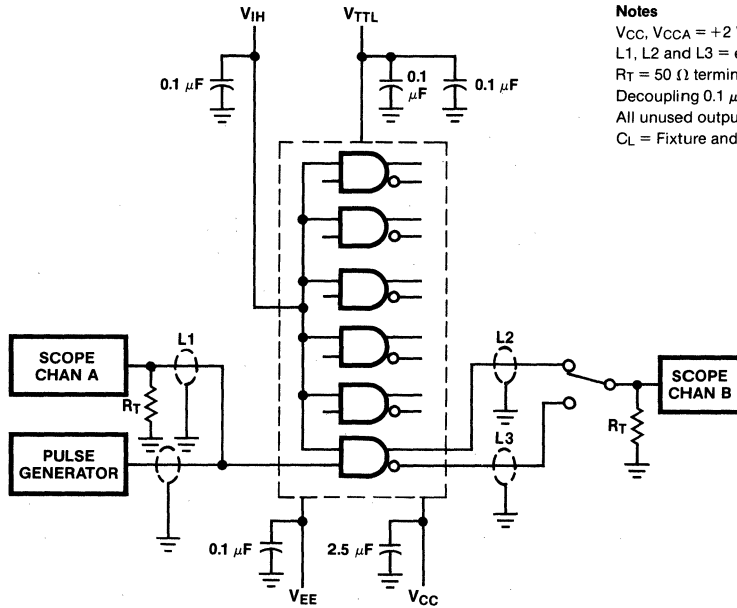 VIH
VTTL
0.1 μF
0.1 μF
0.1 μF
Notes
VCC, VCCA = +2
L1, L2 and L3 =
RT = 50 Ω
Decoupling 0.1
All unused
CL = Fixture and
L1
SCOPE CHAN A
RT
PULSE GENERATOR
L2
L3
SCOPE CHAN B
RT
0.1 μF
2.5 μF
VEE
VCC